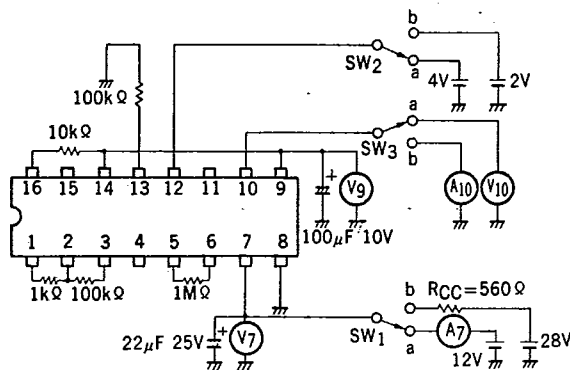 b
SW2
a
4V
2V
100kΩ
a
10kΩ
SW3
b
16 15 14 13 12 11 10 9
+
V9
A10
V10
100μF 10V
1 2 3 4 5 6 7 8
1kΩ
100kΩ
1MΩ
b
RCC=560Ω
22μF 25V
+
V7
SW1
a
A7
12V
28V